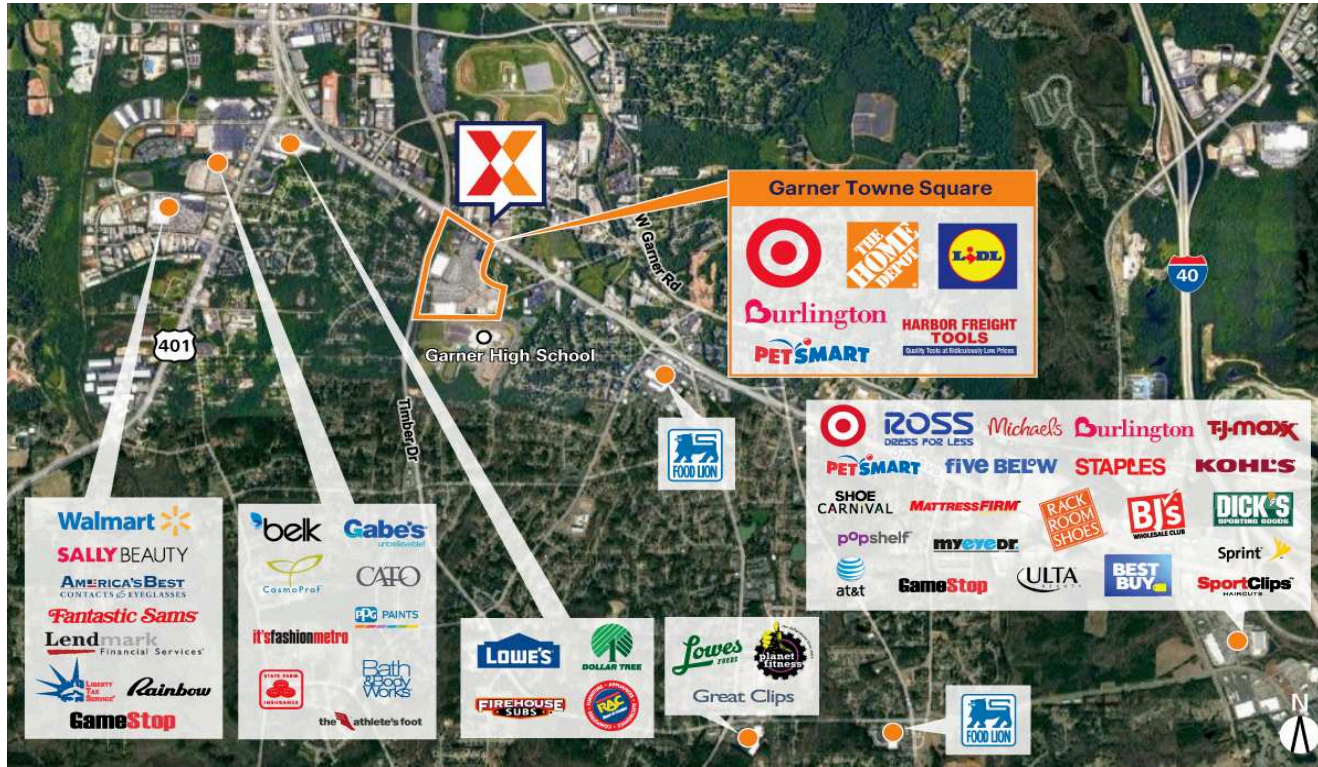 Garner Towne Square
THE
HOME
DEPOT
LiDL
Burlington
HARBOR FREIGHT
TOOLS
Quality Tools at Ridiculously Low Prices
PETSMART
W Garner Rd
40
401
Garner High School
Timber Dr
FOOD LION
ROSS
DRESS FOR LESS
Michaels
Burlington
T•J•maxx
PETSMART
five BELOW
STAPLES
KOHL'S
SHOE
CARNiVAL
MATTRESSFIRM
RACK
ROOM
SHOES
BJ's
WHOLESALE CLUB
DICK'S
SPORTING GOODS
popshelf
myeyeDr.
Sprint
at&t
GameStop
ULTA
BEAUTY
BEST
BUY
SportClips
HAIRCUTS
Walmart
SALLY BEAUTY
AMERICA'S BEST
CONTACTS & EYEGLASSES
Fantastic Sams
Lendmark
Financial Services
LIBERTY
TAX
SERVICE
Rainbow
GameStop
belk
Gabe's
unbelievable!
CosmoProf
CATO
PPG PAINTS
it'sfashionmetro
STATE FARM
INSURANCE
Bath
& Body
Works
the athlete's foot
LOWE'S
DOLLAR TREE
FIREHOUSE
SUBS
RAC
Lowes
FOODS
planet
fitness
Great Clips
FOOD LION
N